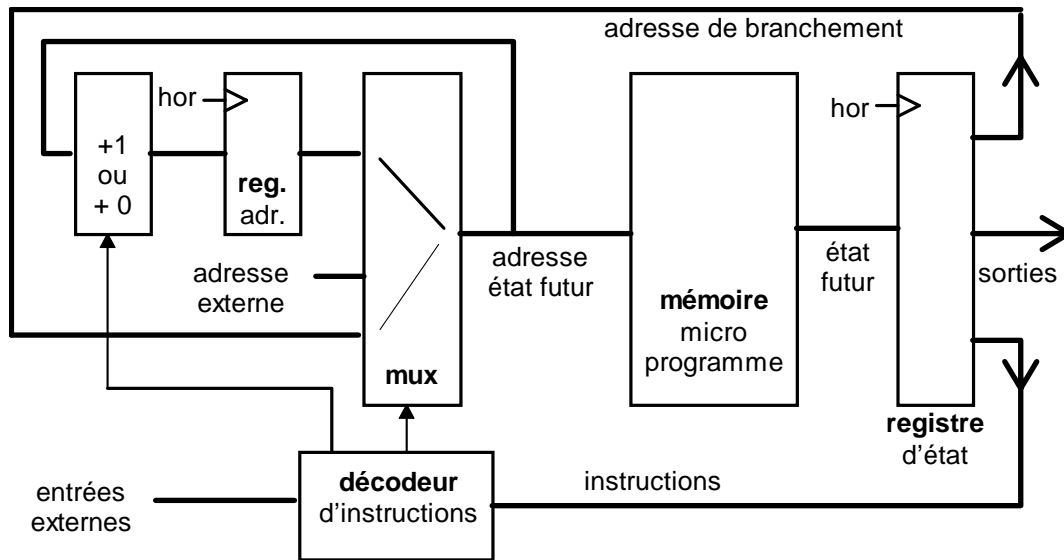 adresse de branchement
hor
+1
ou
+ 0
reg.
adr.
hor
adresse
externe
mux
adresse
état futur
mémoire
micro
programme
état
futur
sorties
registre
d'état
entrées
externes
décodeur
d'instructions
instructions